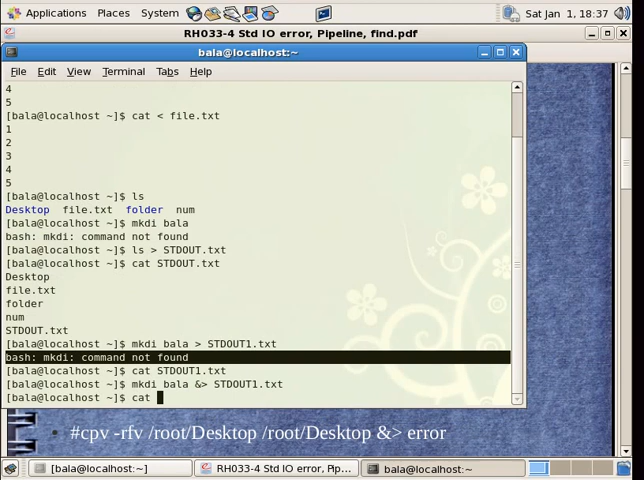 Applications Places System Sat Jan 1, 18:37
RH033-4 Std IO error, Pipeline, find.pdf
bala@localhost:~
File Edit View Terminal Tabs Help
4
5
[bala@localhost ~]$ cat < file.txt
1
2
3
4
5
[bala@localhost ~]$ ls
Desktop file.txt folder num
[bala@localhost ~]$ mkdi bala
bash: mkdi: command not found
[bala@localhost ~]$ ls > STDOUT.txt
[bala@localhost ~]$ cat STDOUT.txt
Desktop
file.txt
folder
num
STDOUT.txt
[bala@localhost ~]$ mkdi bala > STDOUT1.txt
bash: mkdi: command not found
[bala@localhost ~]$ cat STDOUT1.txt
[bala@localhost ~]$ mkdi bala &> STDOUT1.txt
[bala@localhost ~]$ cat
• #cpv -rfv /root/Desktop /root/Desktop &> error
[bala@localhost:~] RH033-4 Std IO error, Pip... bala@localhost:~